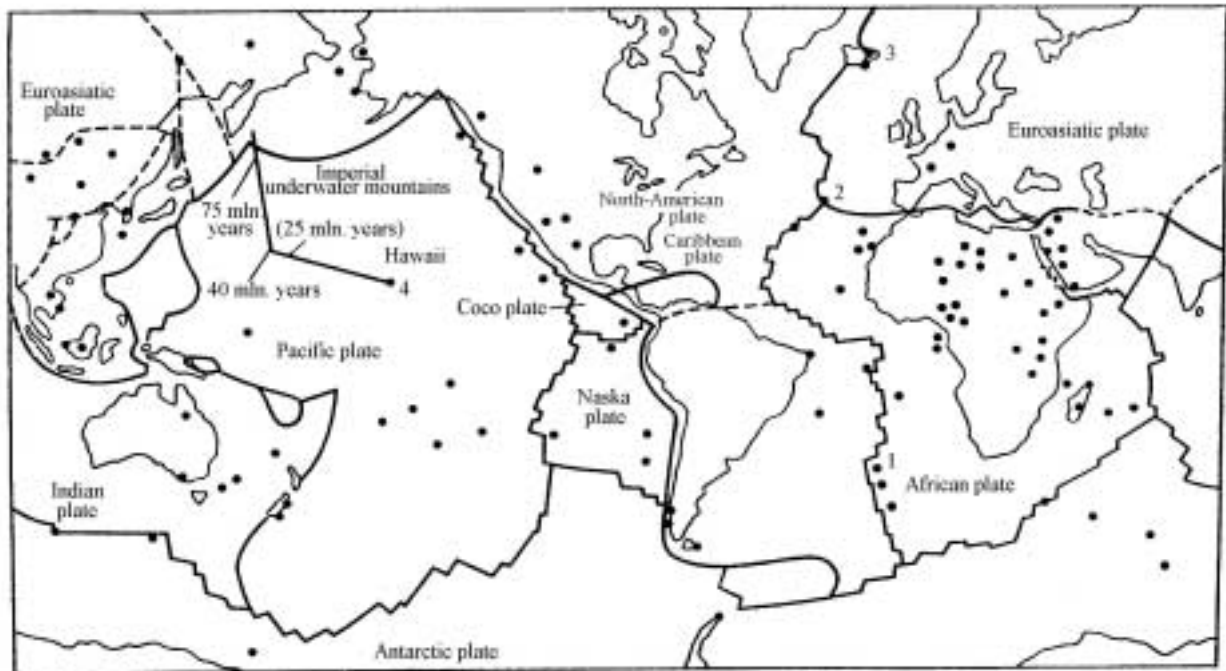 Euroasiatic
plate
3
Euroasiatic plate
Imperial
underwater mountains
75 mln.
years
(25 mln. years)
Hawaii
40 mln. years
4
North-American
plate
Caribbean
plate
2
Coco plate
Pacific plate
Naska
plate
1
African plate
Indian
plate
Antarctic plate